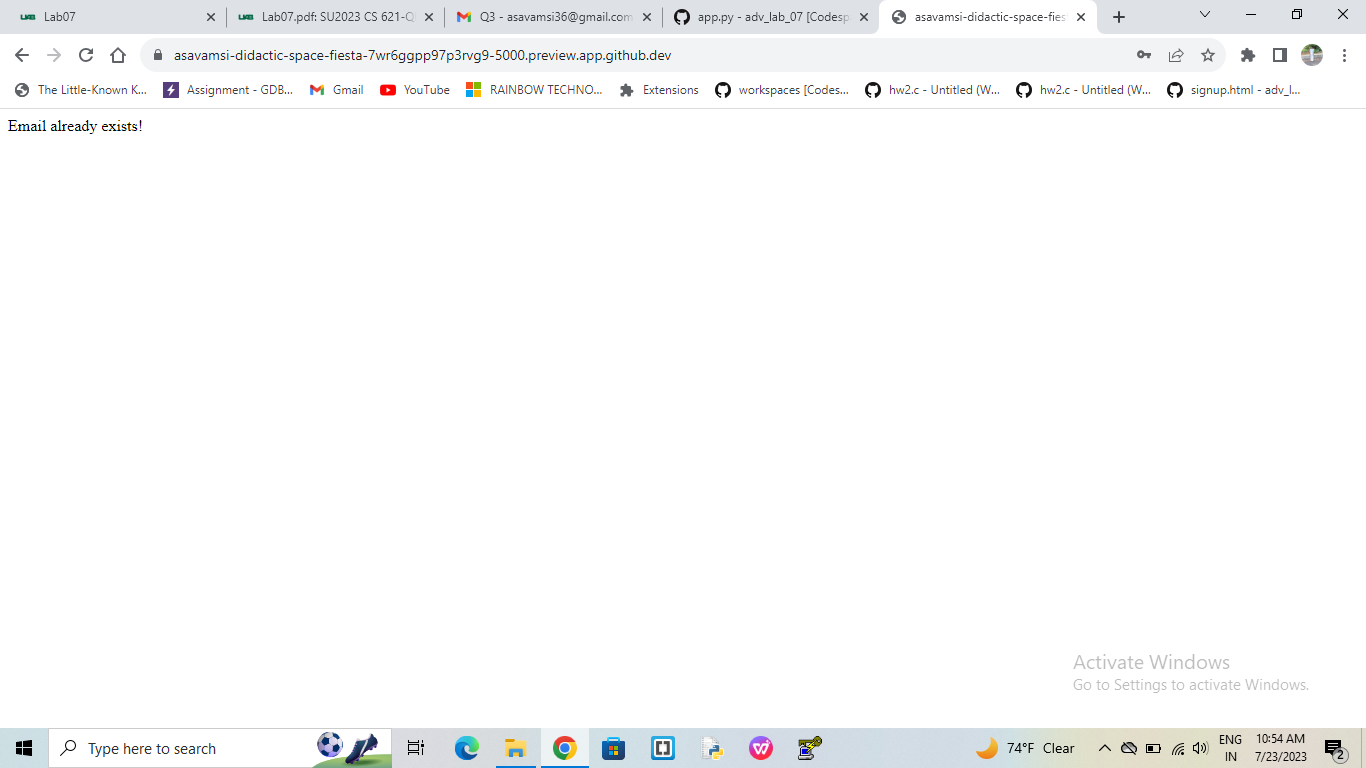 Lab07
Lab07.pdf: SU2023 CS 621-Q
Q3 - asavamsi36@gmail.com
app.py - adv_lab_07 [Codesp
asavamsi-didactic-space-fies
asavamsi-didactic-space-fiesta-7wr6ggpp97p3rvg9-5000.preview.app.github.dev
The Little-Known K...
Assignment - GDB...
Gmail
YouTube
RAINBOW TECHNO...
Extensions
workspaces [Codes...
hw2.c - Untitled (W...
hw2.c - Untitled (W...
signup.html - adv_l...
Email already exists!
Activate Windows
Go to Settings to activate Windows.
Type here to search
74°F Clear
ENG
IN
10:54 AM
7/23/2023
2